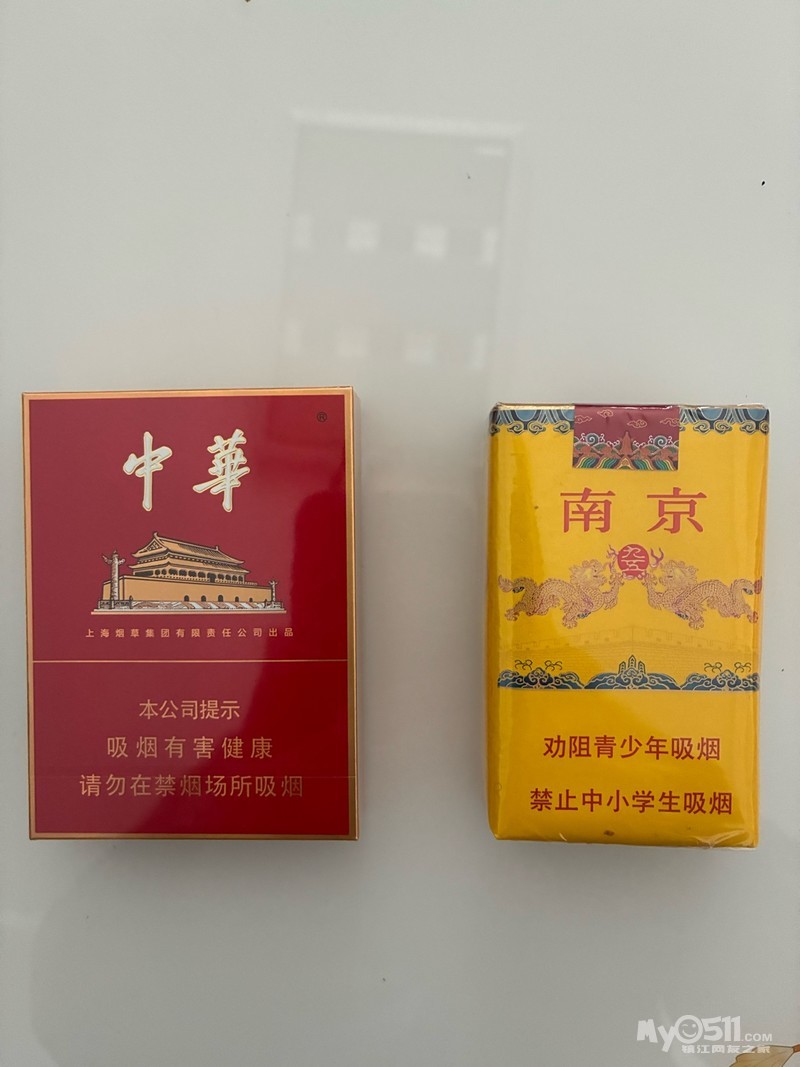 中華
®
上海烟草集团有限责任公司出品
本公司提示
吸烟有害健康
请勿在禁烟场所吸烟
南京
九五
劝阻青少年吸烟
禁止中小学生吸烟
My0511.COM
镇江网友之家